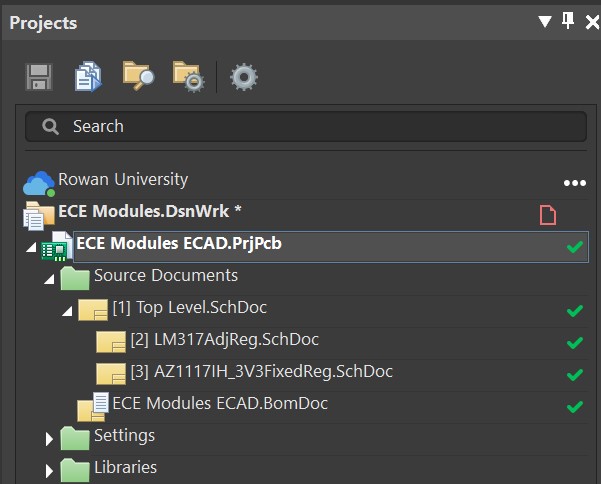 Projects
Search
Rowan University
ECE Modules.DsnWrk *
ECE Modules ECAD.PrjPcb
Source Documents
[1] Top Level.SchDoc
[2] LM317AdjReg.SchDoc
[3] AZ1117IH_3V3FixedReg.SchDoc
ECE Modules ECAD.BomDoc
Settings
Libraries